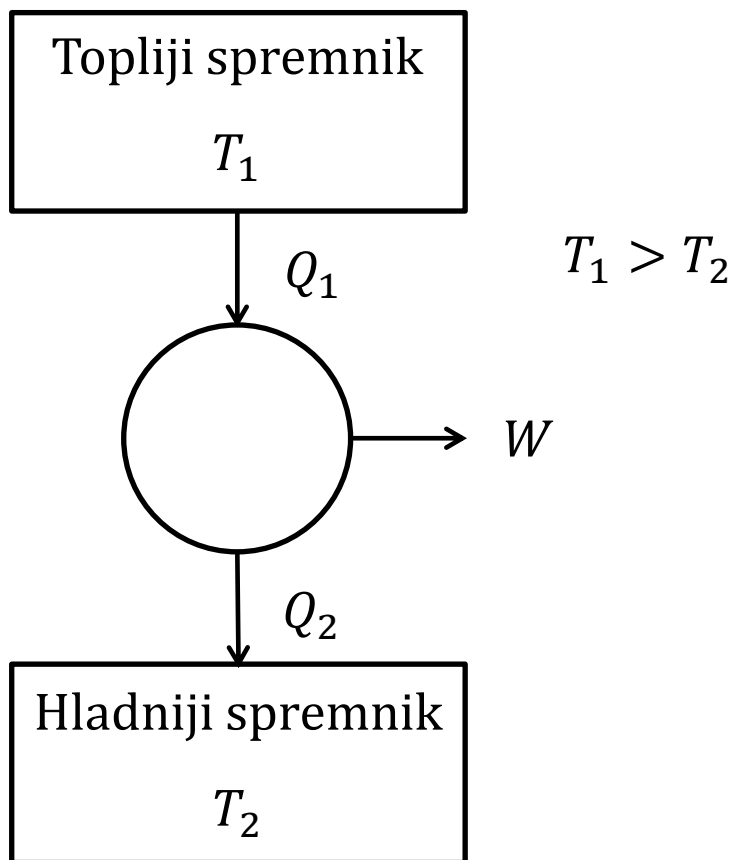 Topliji spremnik
T₁
T₁ > T₂
Q₁
W
Q₂
Hladniji spremnik
T₂